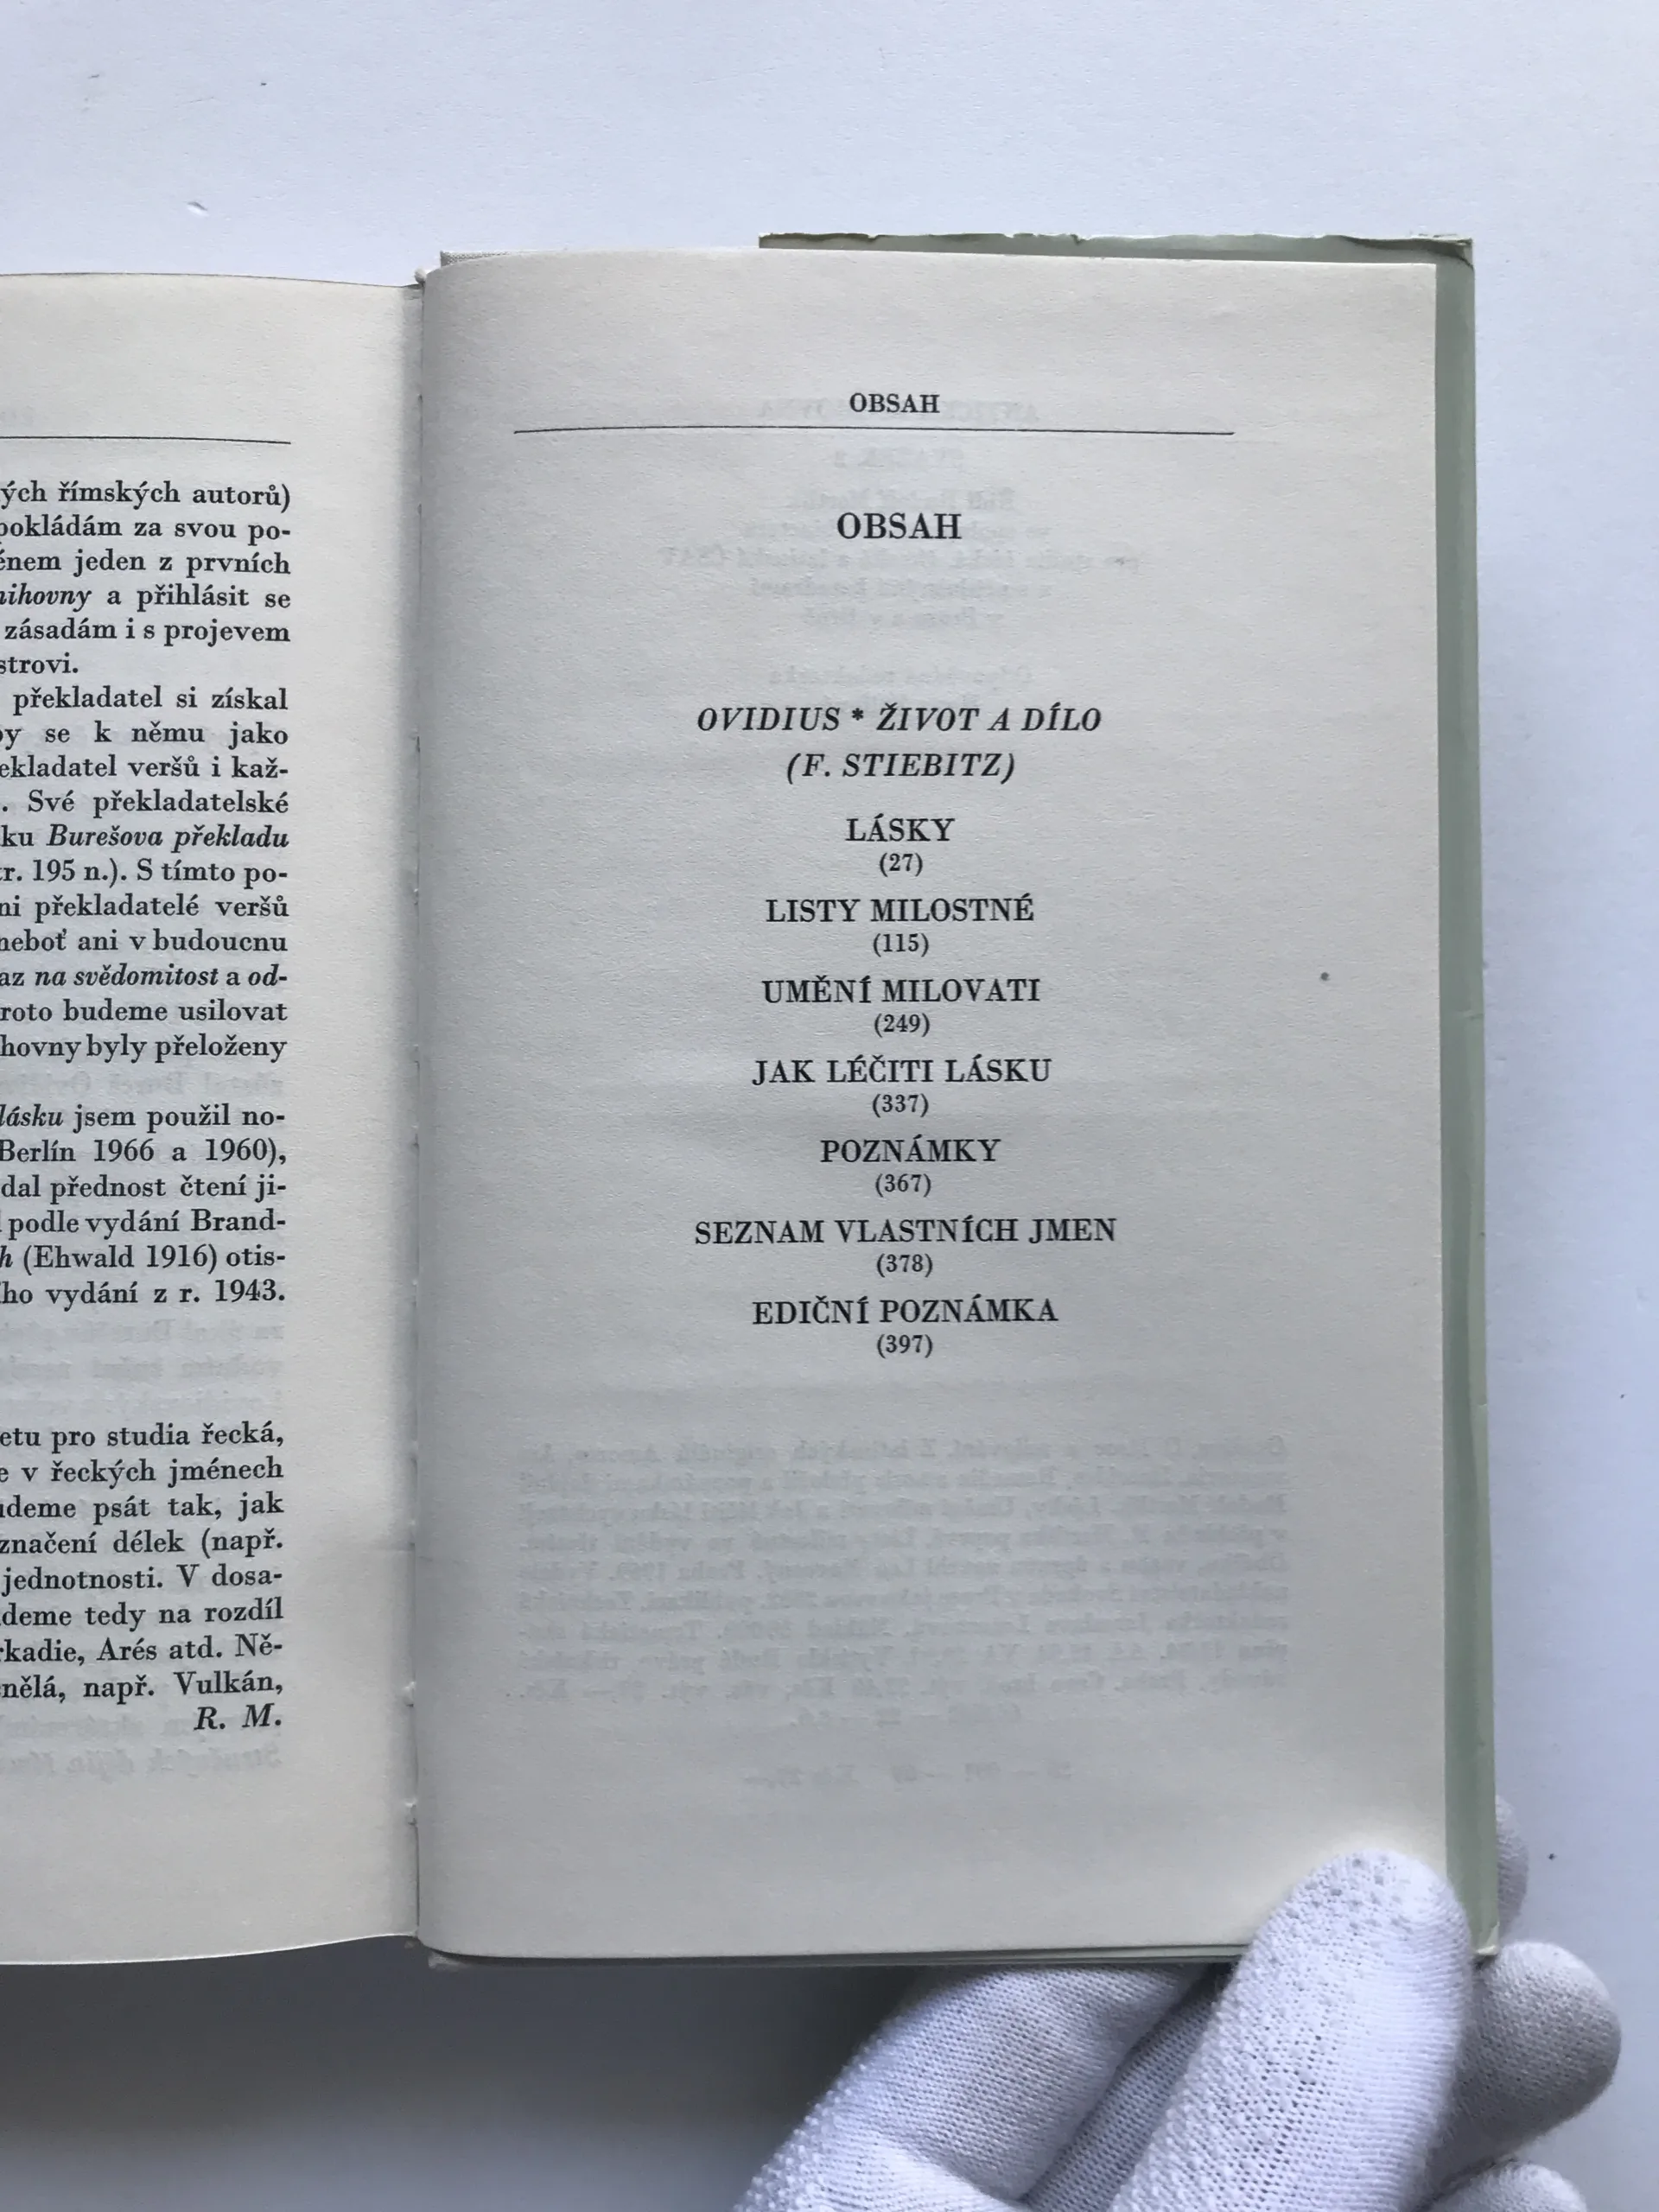 ých římských autorů)
pokládám za svou po-
énem jeden z prvních
nihovny a přihlásit se
zásadám i s projevem
strovi.
překladatel si získal
by se k němu jako
ekladatel veršů i kaž-
. Své překladatelské
ku Burešova překladu
tr. 195 n.). S tímto po-
ni překladatelé veršů
neboť ani v budoucnu
az na svědomitost a od-
roto budeme usilovat
hovny byly přeloženy
lásku jsem použil no-
Berlín 1966 a 1960),
dal přednost čtení ji-
podle vydání Brand-
h (Ehwald 1916) otis-
ho vydání z r. 1943.
etu pro studia řecká,
e v řeckých jménech
udeme psát tak, jak
značení délek (např.
jednotnosti. V dosa-
deme tedy na rozdíl
rkadie, Arés atd. Ně-
nělá, např. Vulkán,
R. M.
OBSAH
OBSAH
OVIDIUS * ŽIVOT A DÍLO
(F. STIEBITZ)
LÁSKY
(27)
LISTY MILOSTNÉ
(115)
UMĚNÍ MILOVATI
(249)
JAK LÉČITI LÁSKU
(337)
POZNÁMKY
(367)
SEZNAM VLASTNÍCH JMEN
(378)
EDIČNÍ POZNÁMKA
(397)